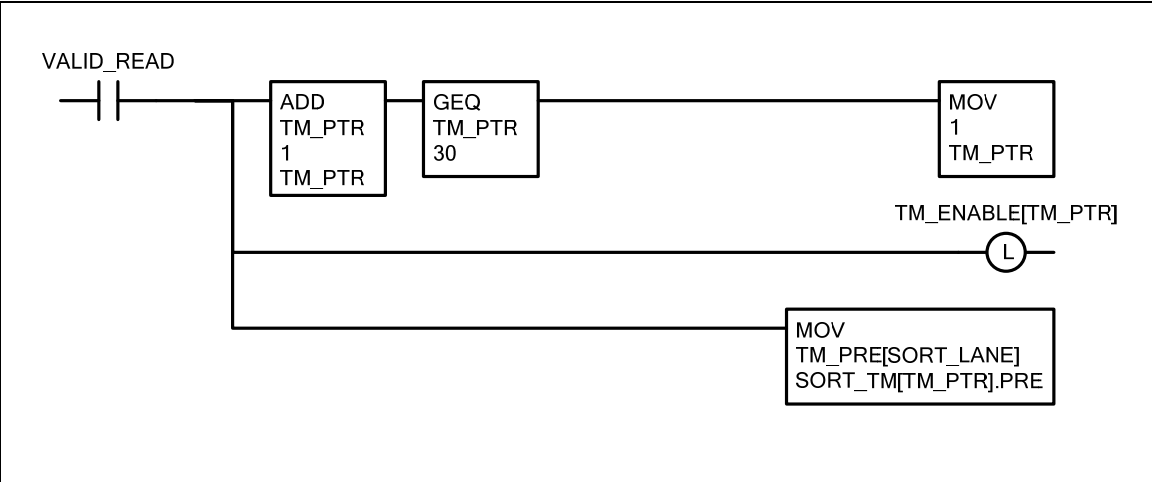 VALID_READ
ADD
TM_PTR
1
TM_PTR
GEQ
TM_PTR
30
MOV
1
TM_PTR
TM_ENABLE[TM_PTR]
L
MOV
TM_PRE[SORT_LANE]
SORT_TM[TM_PTR].PRE